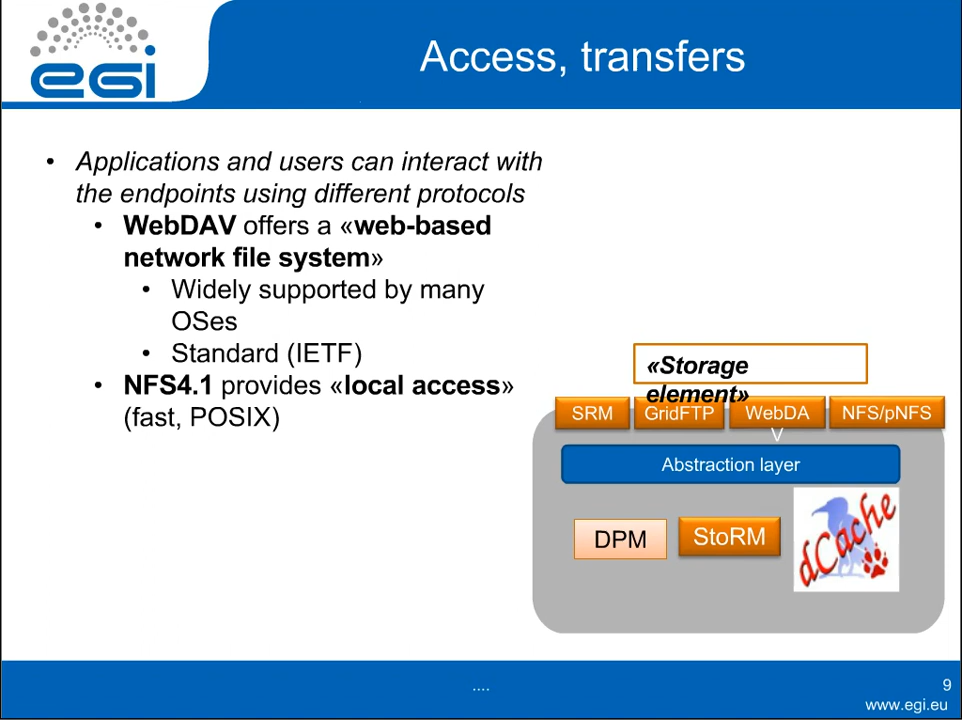 egi
Access, transfers
• Applications and users can interact with
the endpoints using different protocols
• WebDAV offers a «web-based
network file system»
• Widely supported by many
OSes
• Standard (IETF)
• NFS4.1 provides «local access»
(fast, POSIX)
«Storage
element»
SRM
GridFTP
WebDA
V
NFS/pNFS
Abstraction layer
DPM
StoRM
dCache
....
9
www.egi.eu